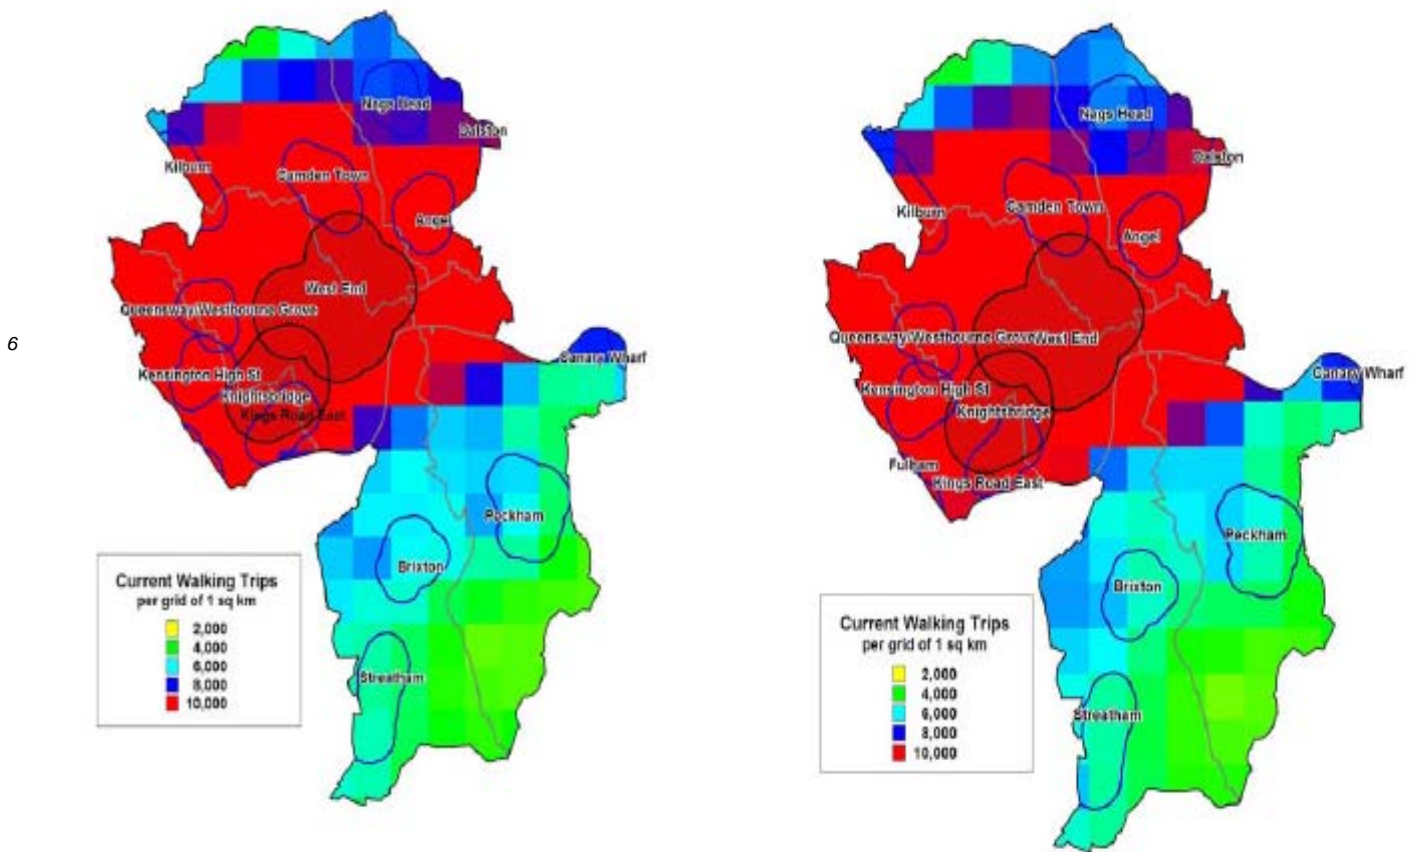 Nags Head
Dalston
Kilburn
Camden Town
Angel
West End
Queensway/Westbourne Grove
Canary Wharf
Kensington High St
Knightsbridge
Kings Road East
Peckham
Brixton
Streatham
Current Walking Trips
per grid of 1 sq km
2,000
4,000
6,000
8,000
10,000
6
Nags Head
Dalston
Kilburn
Camden Town
Angel
Queensway/Westbourne Grove
West End
Canary Wharf
Kensington High St
Knightsbridge
Fulham
Kings Road East
Peckham
Brixton
Streatham
Current Walking Trips
per grid of 1 sq km
2,000
4,000
6,000
8,000
10,000